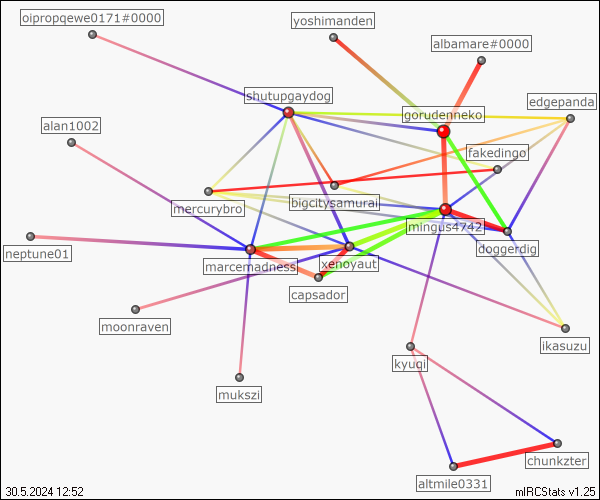 oipropqewe0171#0000
yoshimanden
albamare#0000
shutupgaydog
edgepanda
gorudenneko
alan1002
fakedingo
bigcitysamurai
mercurybro
mingus4742
doggerdig
neptune01
marcemadness
xenoyaut
capsador
moonraven
ikasuzu
kyuqi
mukszi
chunkzter
altmile0331
30.5.2024 12:52
mIRCStats v1.25